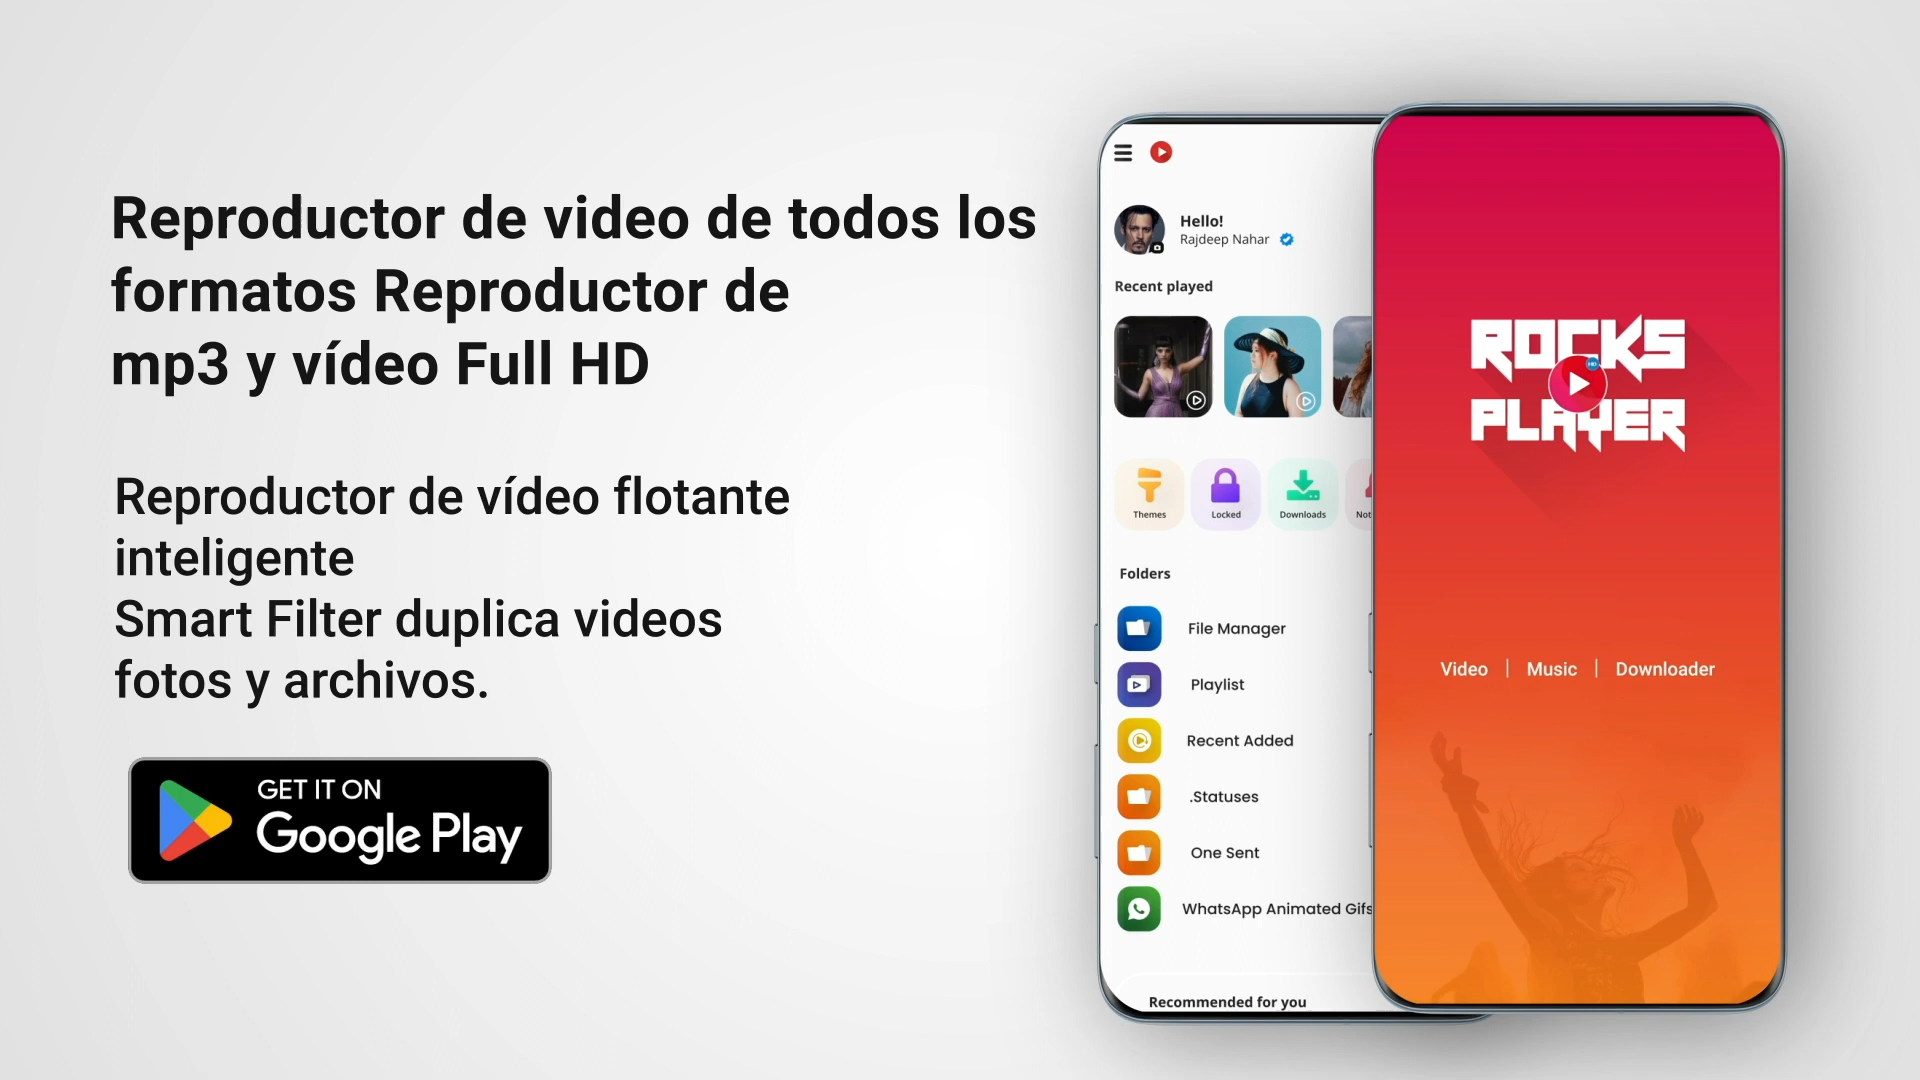 Reproductor de video de todos los
formatos Reproductor de
mp3 y vídeo Full HD
Reproductor de vídeo flotante
inteligente
Smart Filter duplica videos
fotos y archivos.
GET IT ON
Google Play
Hello!
Rajdeep Nahar
Recent played
Themes
Locked
Downloads
Not
Folders
File Manager
Playlist
Recent Added
.Statuses
One Sent
WhatsApp Animated Gifs
Recommended for you
ROCKS
HD
PLAYER
Video | Music | Downloader